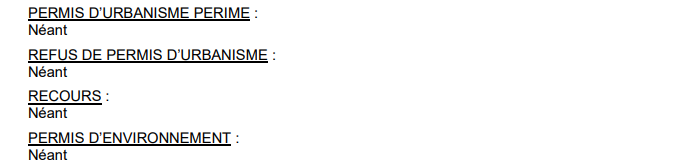 PERMIS D'URBANISME PERIME :
Néant
REFUS DE PERMIS D'URBANISME :
Néant
RECOURS :
Néant
PERMIS D'ENVIRONNEMENT :
Néant